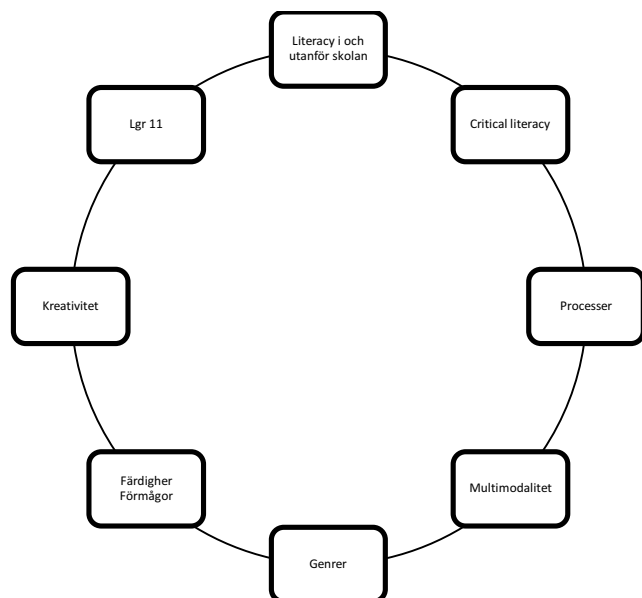 Literacy i och
utanför skolan
Critical literacy
Processer
Multimodalitet
Genrer
Färdigher
Förmågor
Kreativitet
Lgr 11